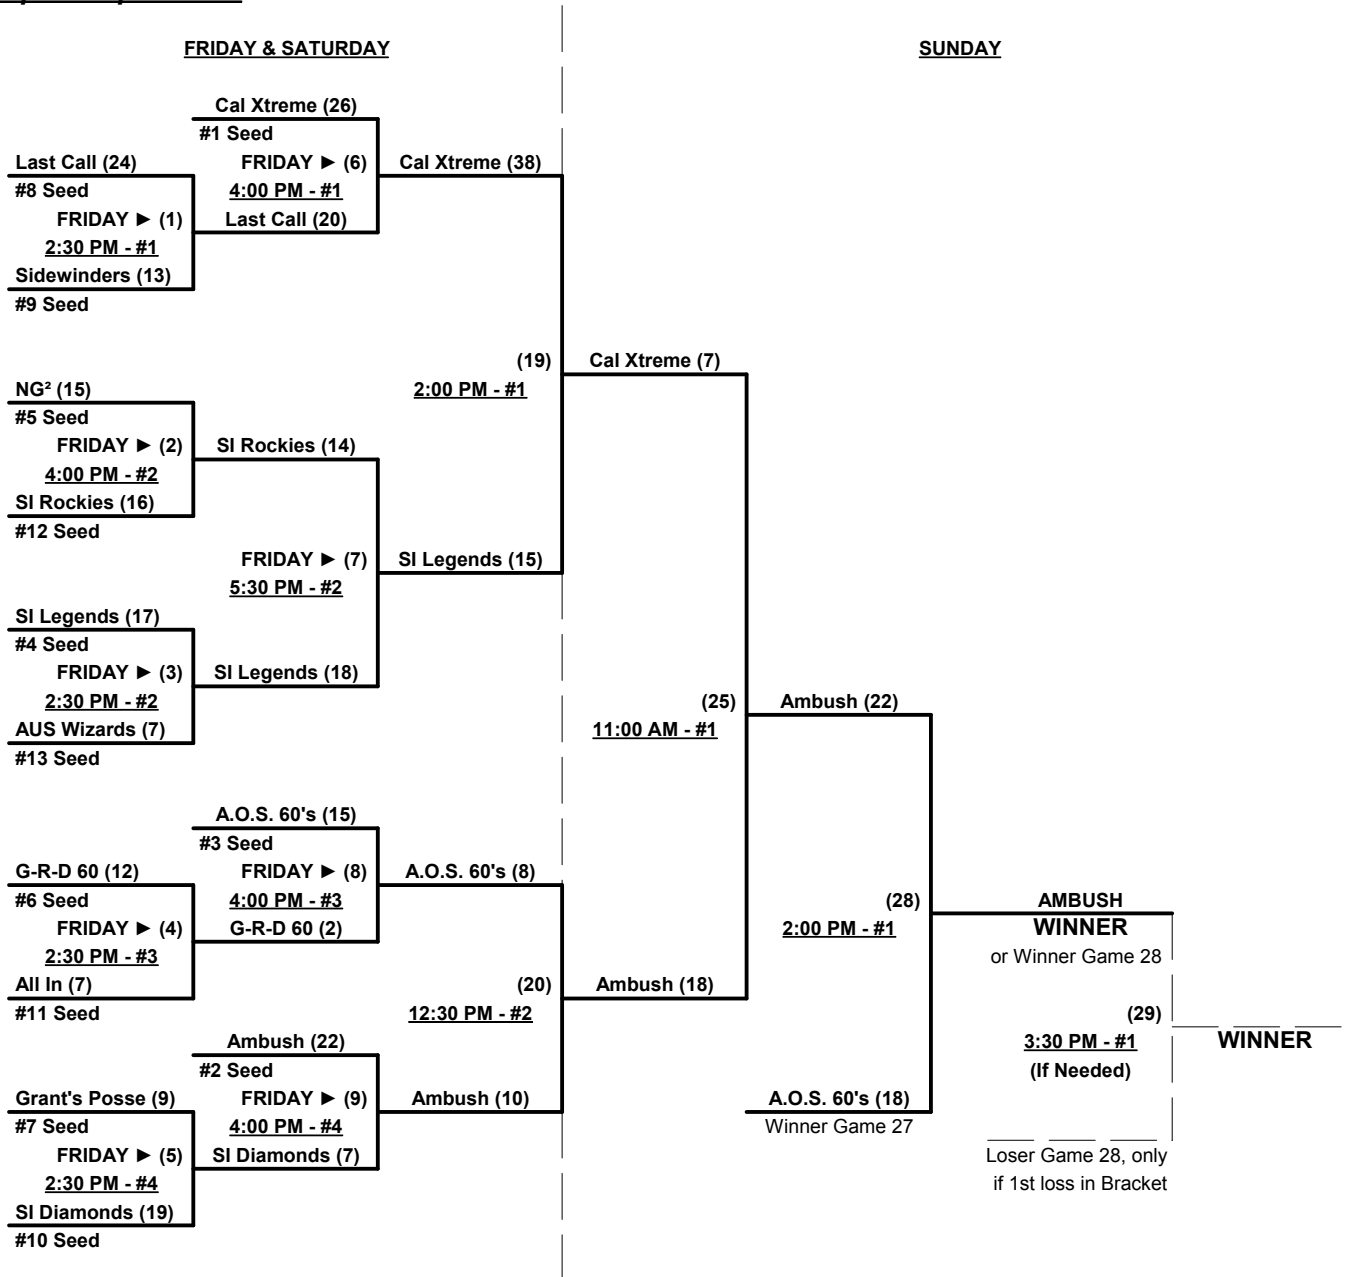 FRIDAY & SATURDAY
SUNDAY
Cal Xtreme (26)
#1 Seed
Last Call (24)
FRIDAY ► (6)
Cal Xtreme (38)
#8 Seed
4:00 PM - #1
FRIDAY ► (1)
Last Call (20)
2:30 PM - #1
Sidewinders (13)
#9 Seed
(19)
Cal Xtreme (7)
NG² (15)
2:00 PM - #1
#5 Seed
FRIDAY ► (2)
SI Rockies (14)
4:00 PM - #2
SI Rockies (16)
#12 Seed
FRIDAY ► (7)
SI Legends (15)
5:30 PM - #2
SI Legends (17)
#4 Seed
FRIDAY ► (3)
SI Legends (18)
2:30 PM - #2
(25)
Ambush (22)
AUS Wizards (7)
11:00 AM - #1
#13 Seed
A.O.S. 60's (15)
#3 Seed
G-R-D 60 (12)
FRIDAY ► (8)
A.O.S. 60's (8)
#6 Seed
4:00 PM - #3
(28)
AMBUSH
FRIDAY ► (4)
G-R-D 60 (2)
2:00 PM - #1
WINNER
2:30 PM - #3
or Winner Game 28
All In (7)
(20)
Ambush (18)
#11 Seed
12:30 PM - #2
(29)
Ambush (22)
3:30 PM - #1
WINNER
#2 Seed
(If Needed)
Grant's Posse (9)
FRIDAY ► (9)
Ambush (10)
A.O.S. 60's (18)
#7 Seed
4:00 PM - #4
Winner Game 27
FRIDAY ► (5)
SI Diamonds (7)
Loser Game 28, only
2:30 PM - #4
if 1st loss in Bracket
SI Diamonds (19)
#10 Seed